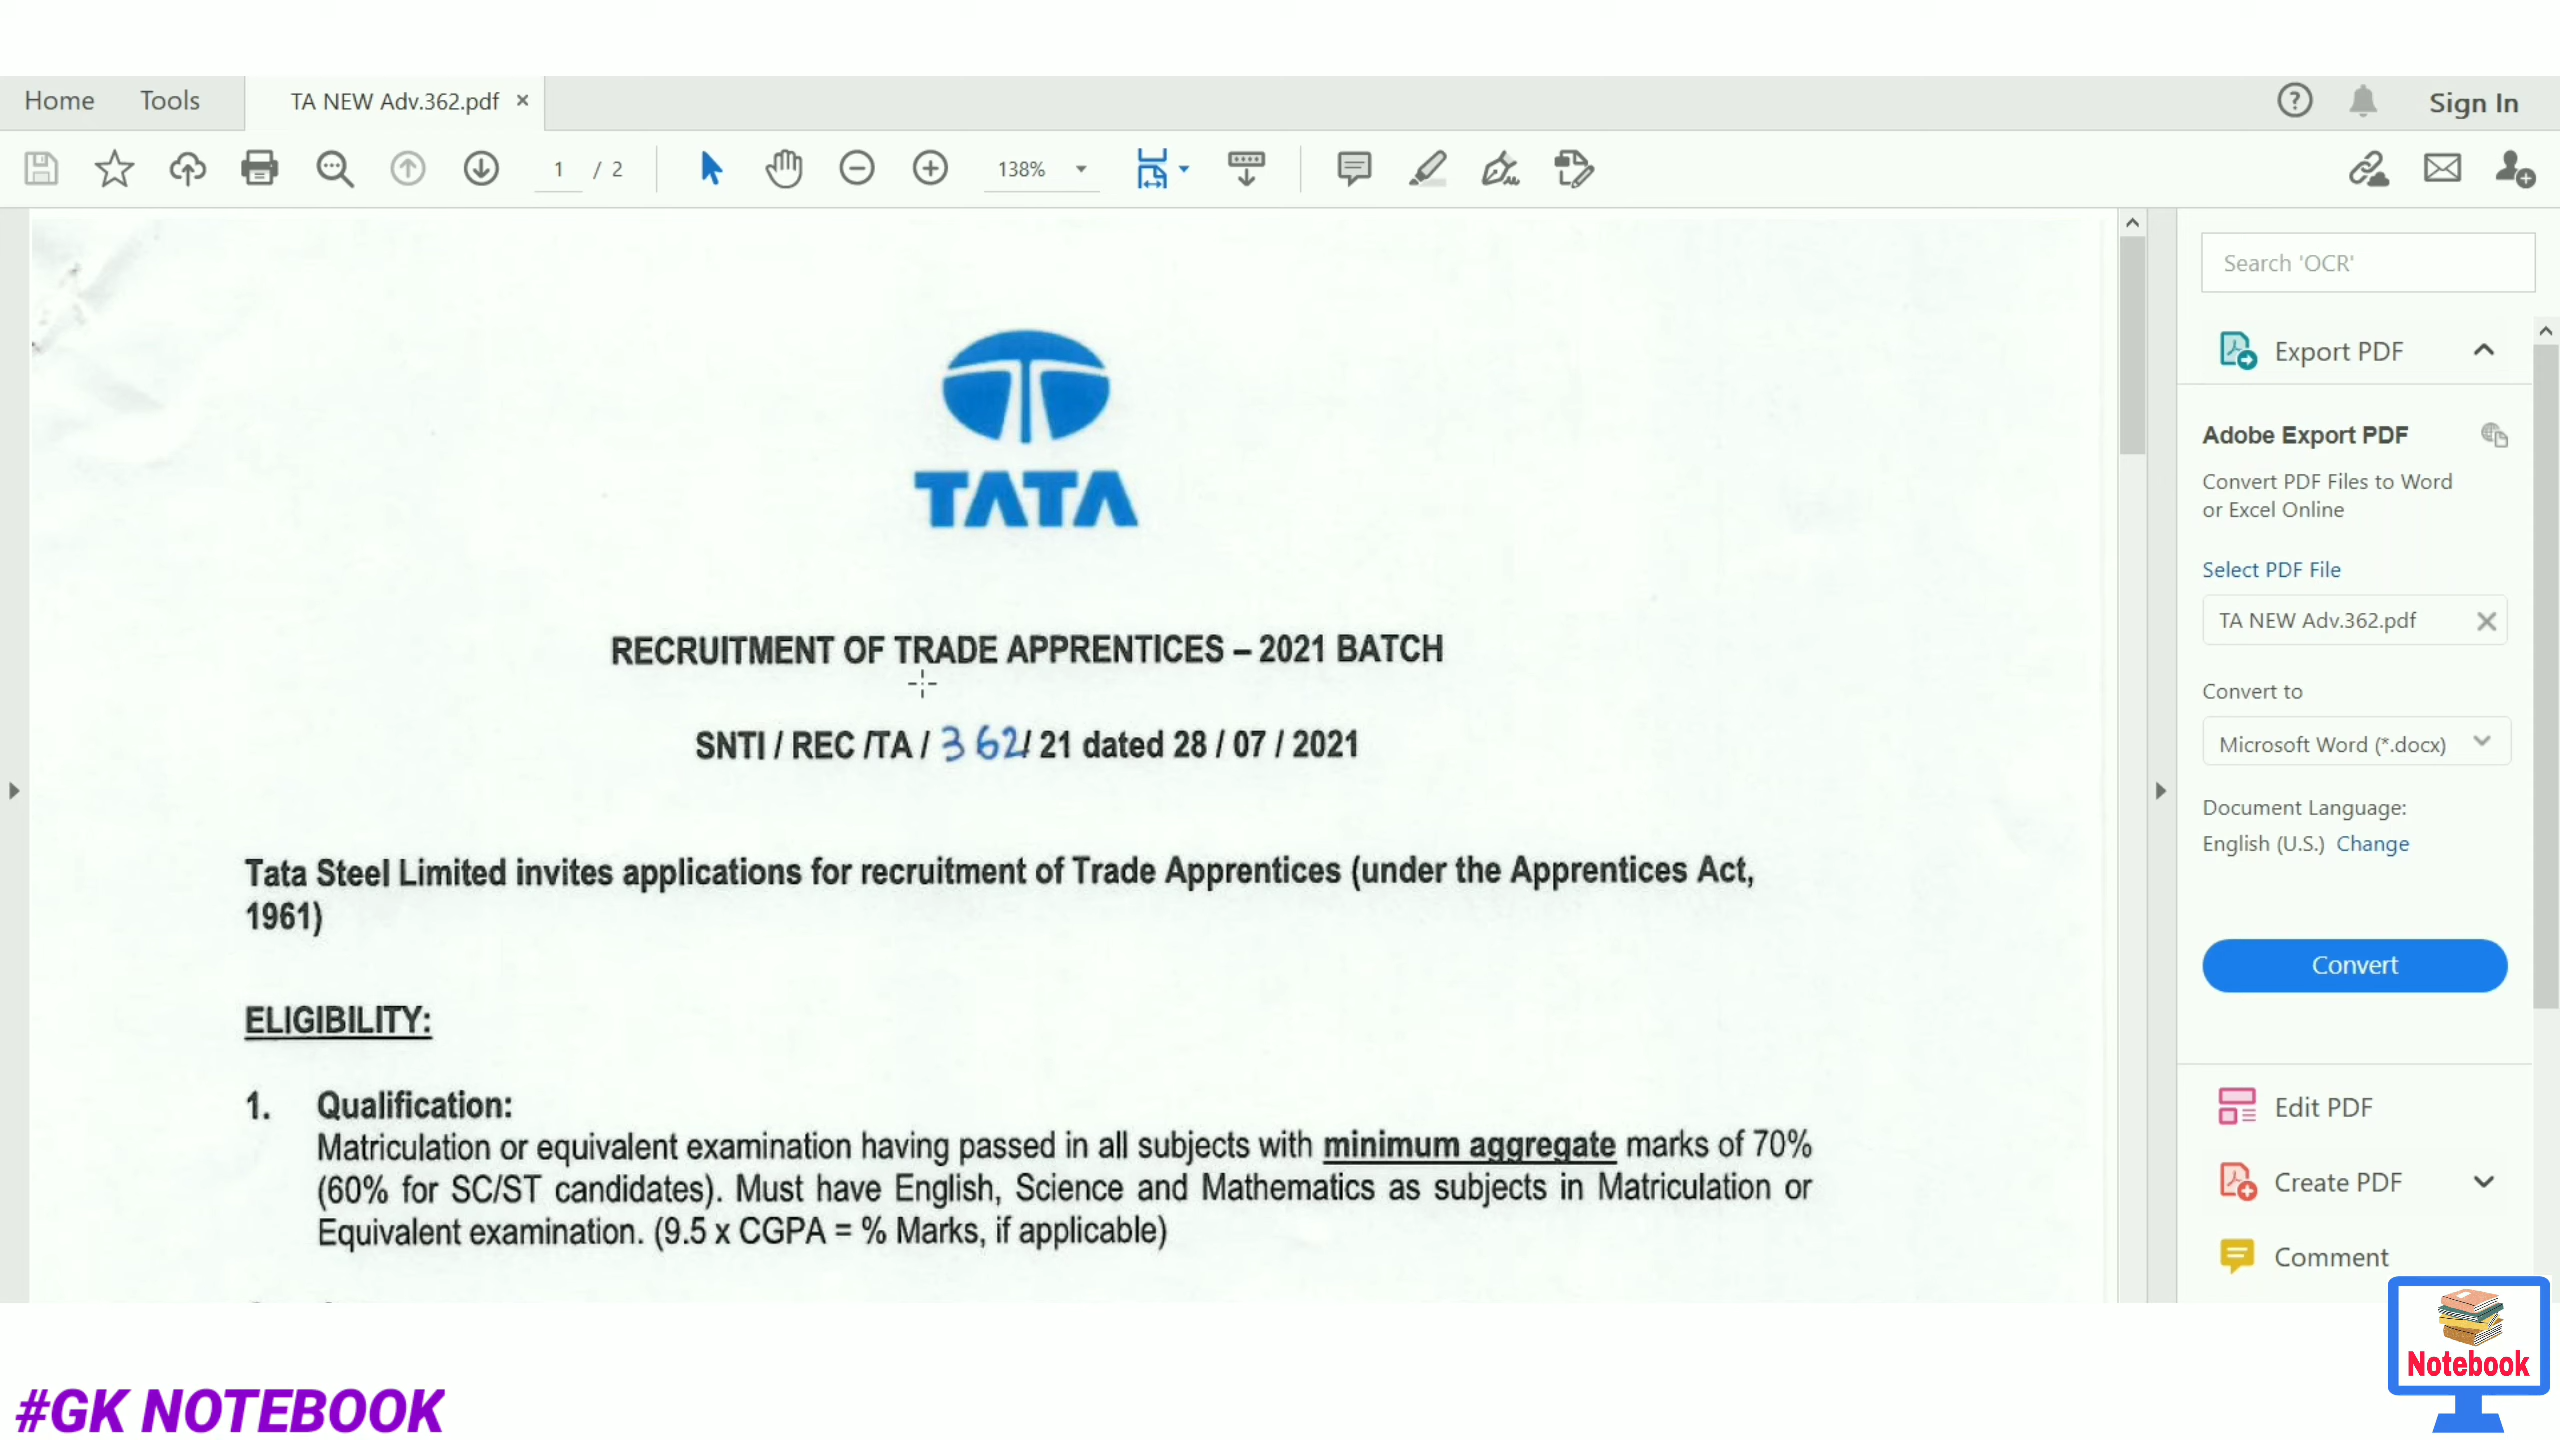 Home Tools TA NEW Adv.362.pdf Sign In
1 / 2 138%
Search 'OCR'
Export PDF
Adobe Export PDF
Convert PDF Files to Word
or Excel Online
Select PDF File
TA NEW Adv.362.pdf
Convert to
Microsoft Word (*.docx)
Document Language:
English (U.S.) Change
Convert
Edit PDF
Create PDF
Comment
TATA
RECRUITMENT OF TRADE APPRENTICES – 2021 BATCH
SNTI / REC /TA / 362/ 21 dated 28 / 07 / 2021
Tata Steel Limited invites applications for recruitment of Trade Apprentices (under the Apprentices Act,
1961)
ELIGIBILITY:
1. Qualification:
Matriculation or equivalent examination having passed in all subjects with minimum aggregate marks of 70%
(60% for SC/ST candidates). Must have English, Science and Mathematics as subjects in Matriculation or
Equivalent examination. (9.5 x CGPA = % Marks, if applicable)
Notebook
#GK NOTEBOOK